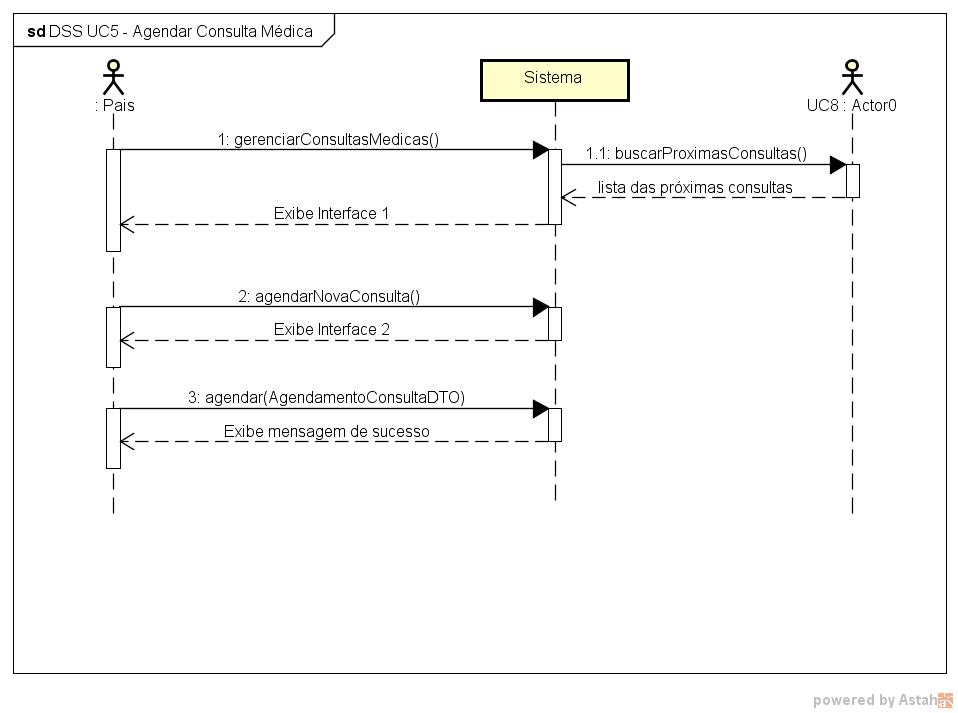 sd DSS UC5 - Agendar Consulta Médica
: Pais
Sistema
UC8 : Actor0
1: gerenciarConsultasMedicas()
1.1: buscarProximasConsultas()
lista das próximas consultas
Exibe Interface 1
2: agendarNovaConsulta()
Exibe Interface 2
3: agendar(AgendamentoConsultaDTO)
Exibe mensagem de sucesso
powered by Astah